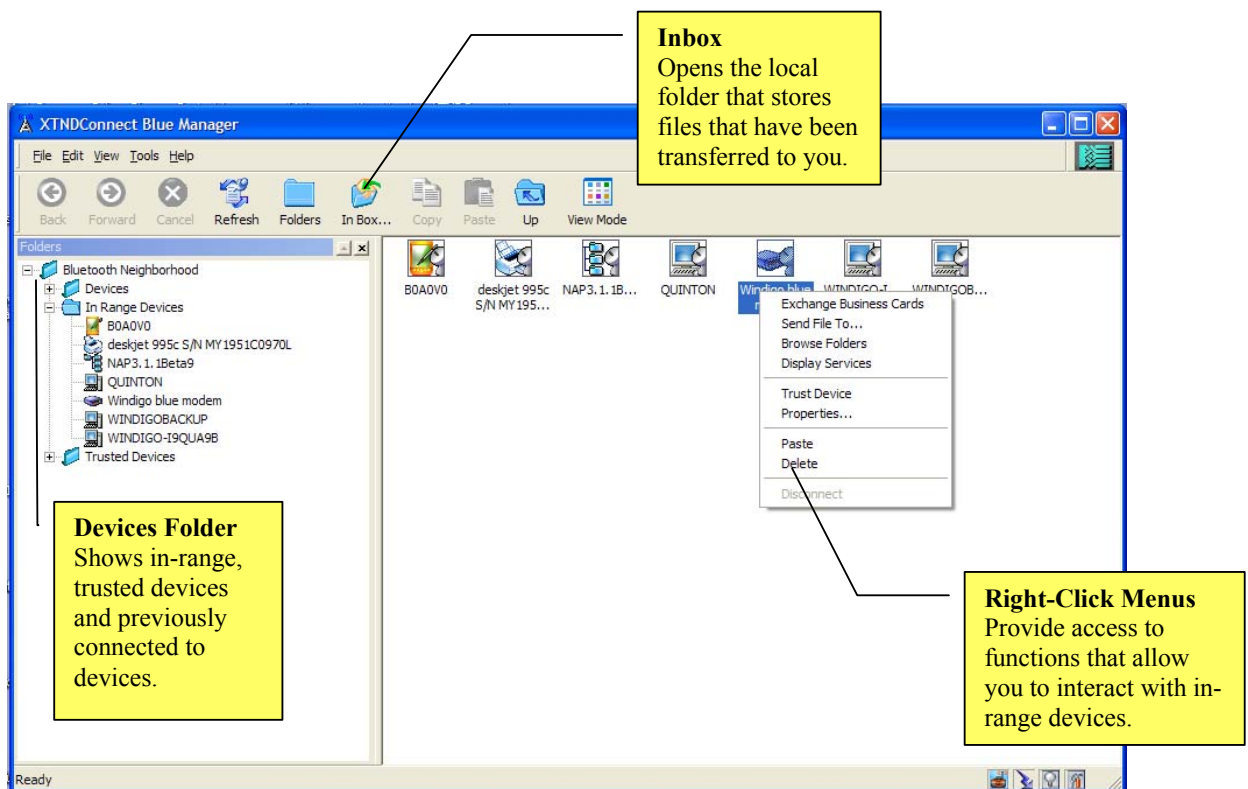 Inbox
Opens the local
folder that stores
files that have been
transferred to you.
XTNDConnect Blue Manager
File Edit View Tools Help
Back Forward Cancel Refresh Folders In Box... Copy Paste Up View Mode
Folders
Bluetooth Neighborhood
Devices
In Range Devices
B0A0V0
deskjet 995c S/N MY1951C0970L
NAP3.1.1Beta9
QUINTON
Windigo blue modem
WINDIGOBACKUP
WINDIGO-I9QUA9B
Trusted Devices
B0A0V0
deskjet 995c
S/N MY195...
NAP3.1.1B...
QUINTON
Windigo blue
WINDIGO-I
WINDIGOB...
Exchange Business Cards
Send File To...
Browse Folders
Display Services
Trust Device
Properties...
Paste
Delete
Disconnect
Devices Folder
Shows in-range,
trusted devices
and previously
connected to
devices.
Right-Click Menus
Provide access to
functions that allow
you to interact with in-
range devices.
Ready